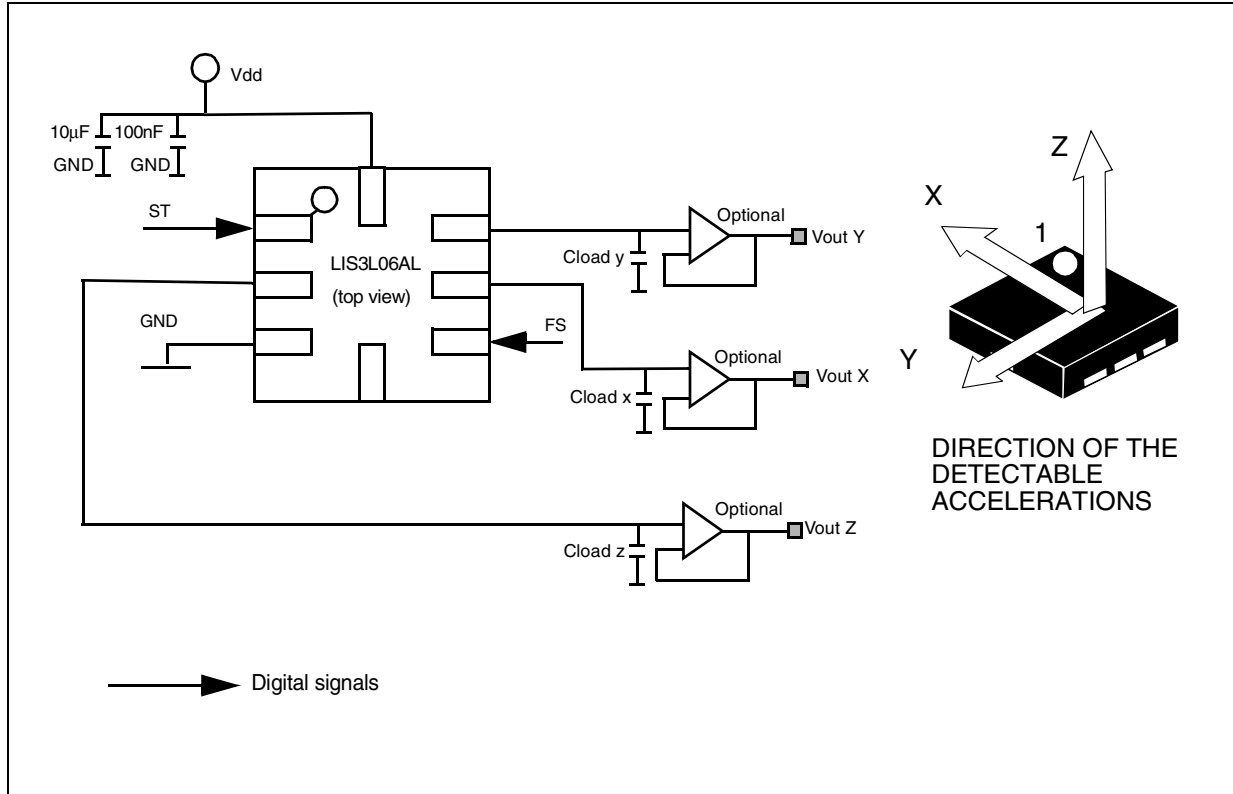 Vdd
10µF
100nF
GND
GND
ST
LIS3L06AL
(top view)
GND
FS
Optional
Cload y
Vout Y
Optional
Cload x
Vout X
Optional
Cload z
Vout Z
Digital signals
Z
X
1
Y
DIRECTION OF THE
DETECTABLE
ACCELERATIONS